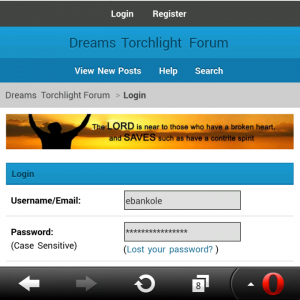 Login Register
Dreams Torchlight Forum
View New Posts Help Search
Dreams Torchlight Forum > Login
The LORD is near to those who have a broken heart,
and SAVES such as have a contrite spirit
Login
Username/Email: ebankole
Password: ****************
(Case Sensitive) (Lost your password? )
8